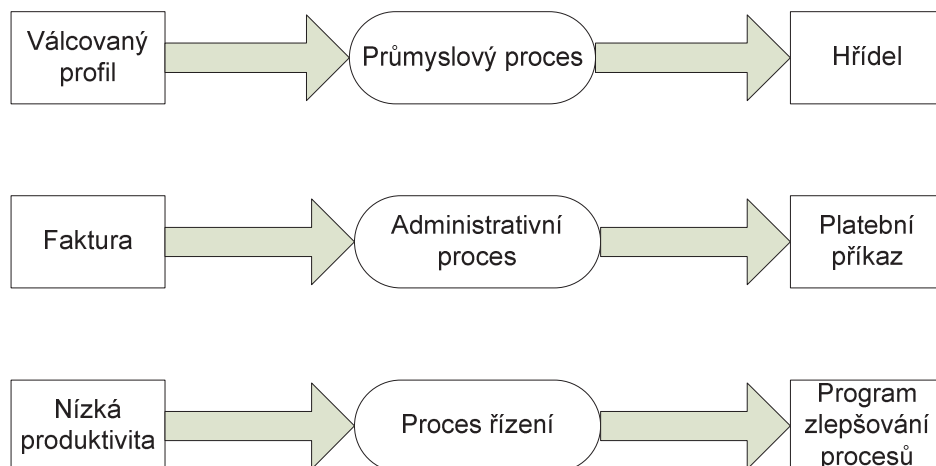 Válcovaný
profil
Průmyslový proces
Hřídel
Faktura
Administrativní
proces
Platební
příkaz
Nízká
produktivita
Proces řízení
Program
zlepšování
procesů